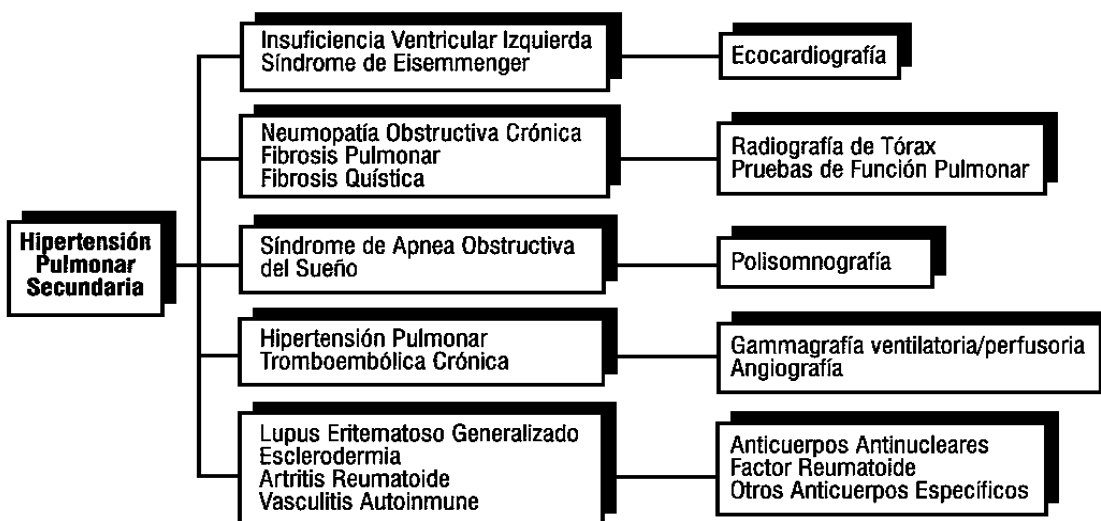 Insuficiencia Ventricular Izquierda
Síndrome de Eisemmenger
Ecocardiografía
Neumopatía Obstructiva Crónica
Fibrosis Pulmonar
Fibrosis Quística
Radiografía de Tórax
Pruebas de Función Pulmonar
Hipertensión
Pulmonar
Secundaria
Síndrome de Apnea Obstructiva
del Sueño
Polisomnografía
Hipertensión Pulmonar
Tromboembólica Crónica
Gammagrafía ventilatoria/perfusoria
Angiografía
Lupus Eritematoso Generalizado
Esclerodermia
Artritis Reumatoide
Vasculitis Autoinmune
Anticuerpos Antinucleares
Factor Reumatoide
Otros Anticuerpos Específicos